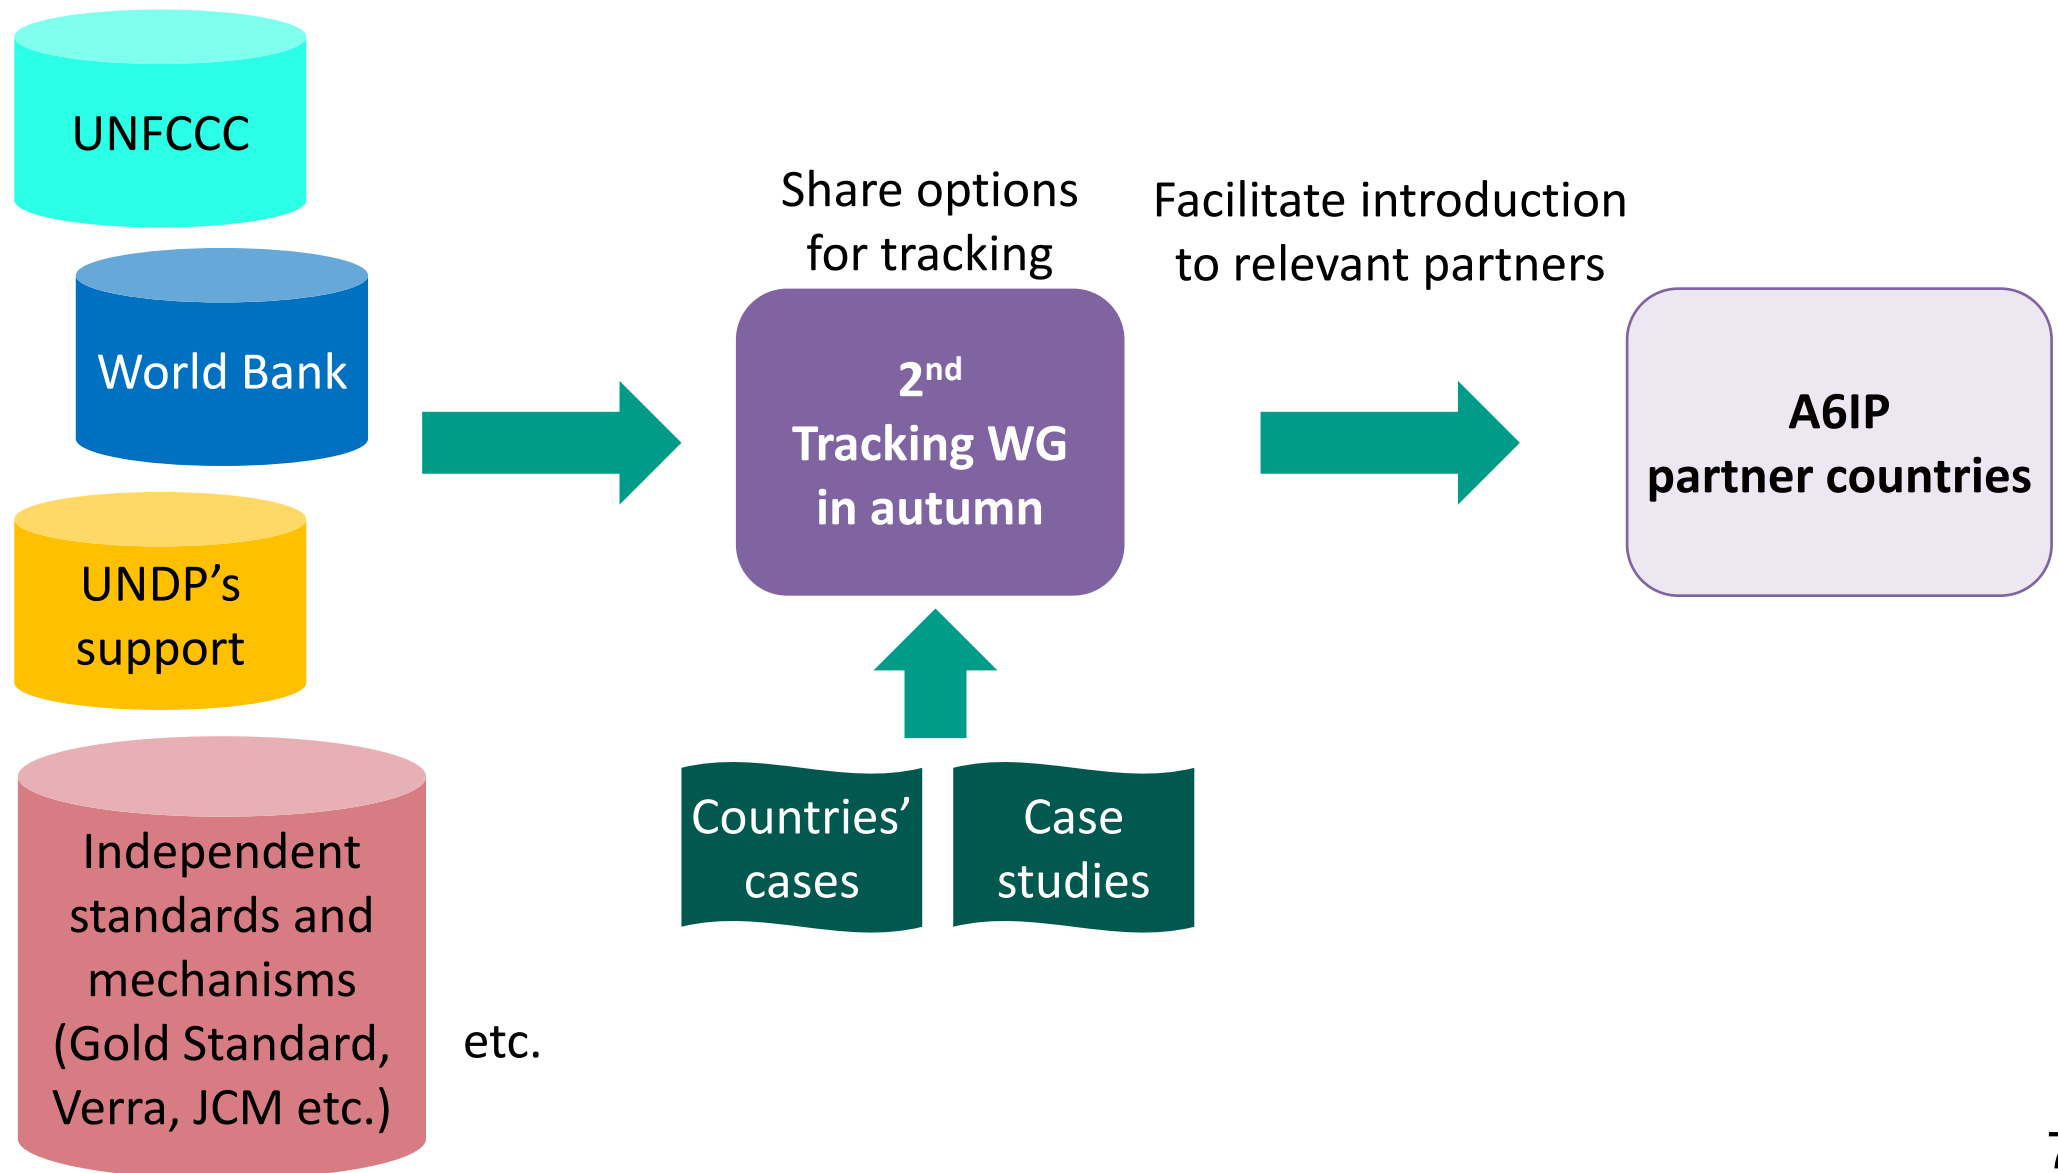 UNFCCC
World Bank
UNDP’s
support
Independent
standards and
mechanisms
(Gold Standard,
Verra, JCM etc.)
etc.
Share options
for tracking
2nd
Tracking WG
in autumn
Countries’
cases
Case
studies
Facilitate introduction
to relevant partners
A6IP
partner countries
7